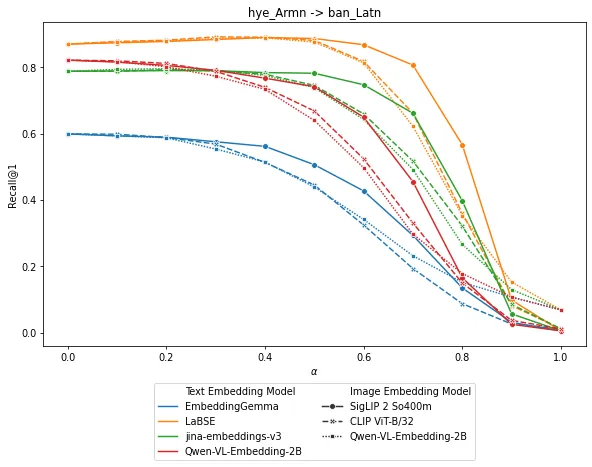 hye_Armn -> ban_Latn
Recall@1
0.8
0.6
0.4
0.2
0.0
0.0 0.2 0.4 0.6 0.8 1.0
α
Text Embedding Model Image Embedding Model
EmbeddingGemma SigLIP 2 So400m
LaBSE CLIP ViT-B/32
jina-embeddings-v3 Qwen-VL-Embedding-2B
Qwen-VL-Embedding-2B